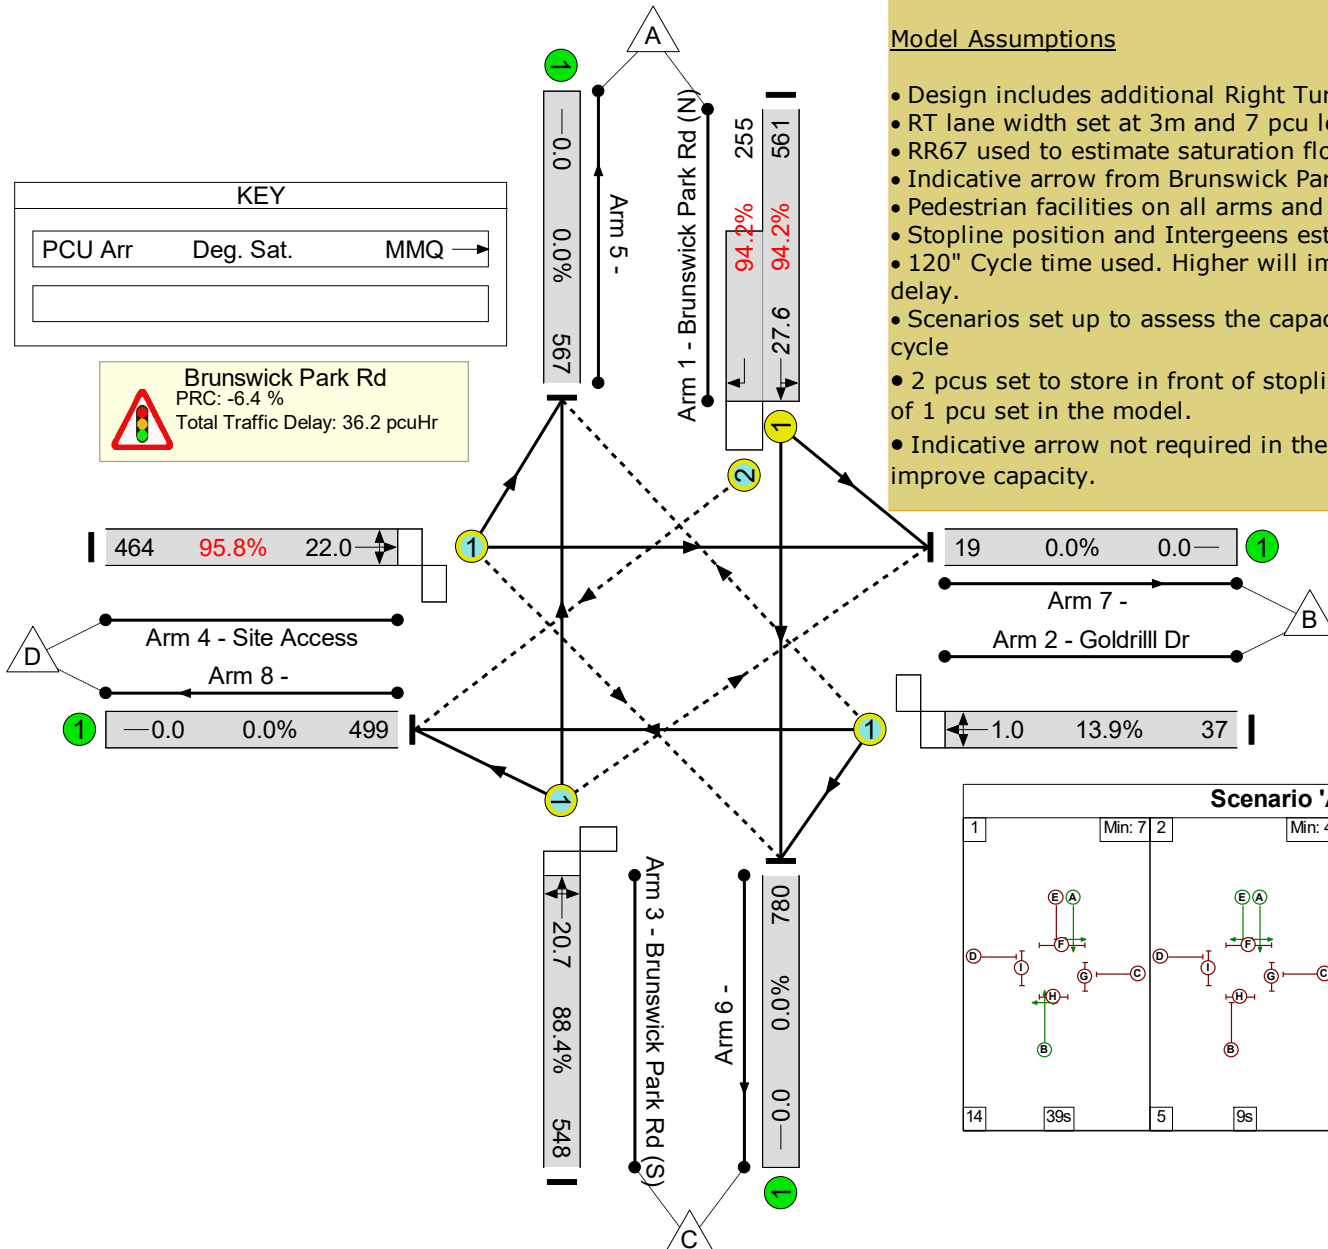 A
Model Assumptions
• Design includes additional Right Tur
• RT lane width set at 3m and 7 pcu l
• RR67 used to estimate saturation flo
• Indicative arrow from Brunswick Par
• Pedestrian facilities on all arms and
• Stopline position and Intergeens est
• 120" Cycle time used. Higher will im
delay.
• Scenarios set up to assess the capac
cycle
• 2 pcus set to store in front of stopli
of 1 pcu set in the model.
• Indicative arrow not required in the
improve capacity.
KEY
PCU Arr Deg. Sat. MMQ
Brunswick Park Rd
PRC: -6.4 %
Total Traffic Delay: 36.2 pcuHr
1
0.0 0.0% 567
Arm 5 -
Arm 1 - Brunswick Park Rd (N)
255 94.2%
561 94.2% 27.6
1
2
464 95.8% 22.0
1
19 0.0% 0.0
1
Arm 7 -
Arm 2 - Goldrilll Dr
B
Arm 4 - Site Access
Arm 8 -
D
1
0.0 0.0% 499
1
1.0 13.9% 37
1
20.7 88.4% 548
Arm 3 - Brunswick Park Rd (S)
Arm 6 -
780 0.0% 0.0
1
C
Scenario 'A
1 Min: 7
2 Min: 4
E A
F
D I G C
H
B
14 39s
E A
F
D I G C
H
B
5 9s